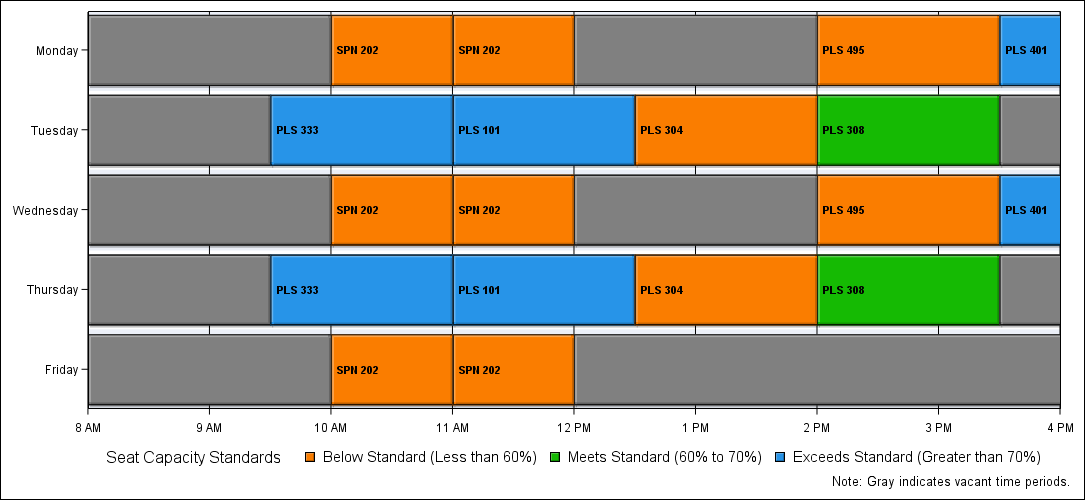 Monday SPN 202 SPN 202 PLS 495 PLS 401
Tuesday PLS 333 PLS 101 PLS 304 PLS 308
Wednesday SPN 202 SPN 202 PLS 495 PLS 401
Thursday PLS 333 PLS 101 PLS 304 PLS 308
Friday SPN 202 SPN 202
8 AM 9 AM 10 AM 11 AM 12 PM 1 PM 2 PM 3 PM 4 PM
Seat Capacity Standards Below Standard (Less than 60%) Meets Standard (60% to 70%) Exceeds Standard (Greater than 70%)
Note: Gray indicates vacant time periods.